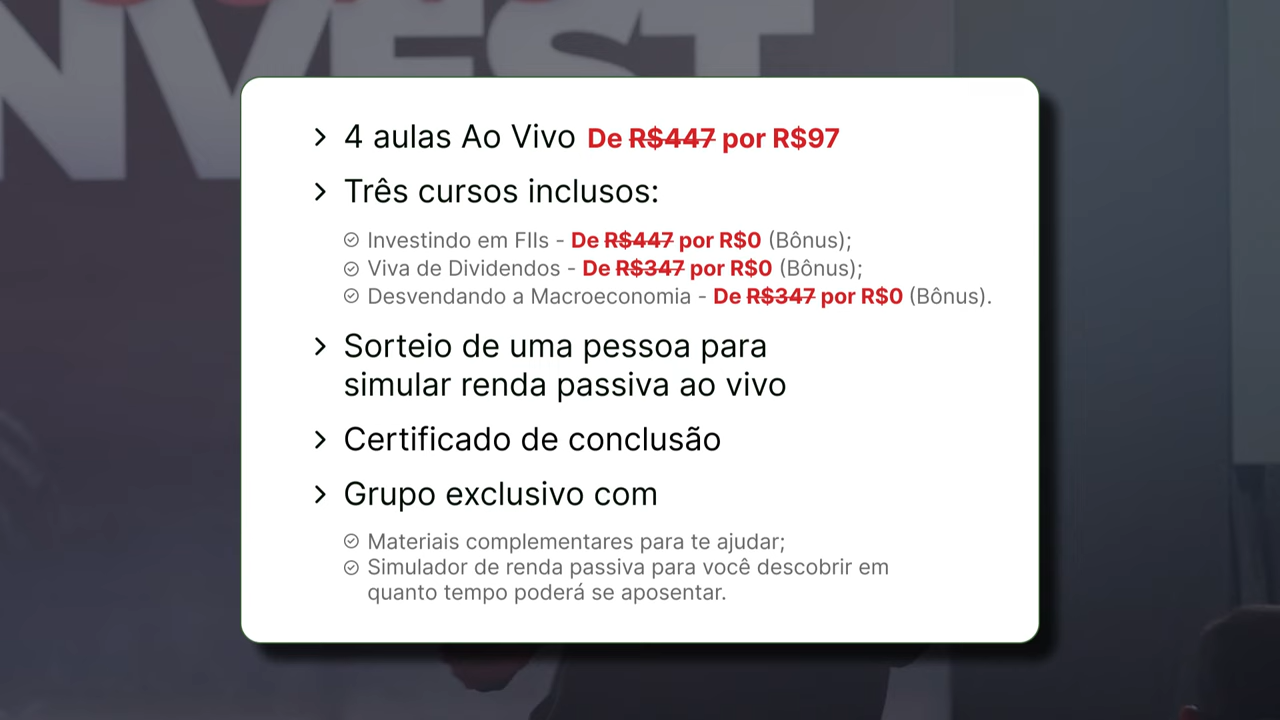 NVEST
4 aulas Ao Vivo De R$447 por R$97
Três cursos inclusos:
Investindo em FIIs - De R$447 por R$0 (Bônus);
Viva de Dividendos - De R$347 por R$0 (Bônus);
Desvendando a Macroeconomia - De R$347 por R$0 (Bônus).
Sorteio de uma pessoa para
simular renda passiva ao vivo
Certificado de conclusão
Grupo exclusivo com
Materiais complementares para te ajudar;
Simulador de renda passiva para você descobrir em
quanto tempo poderá se aposentar.